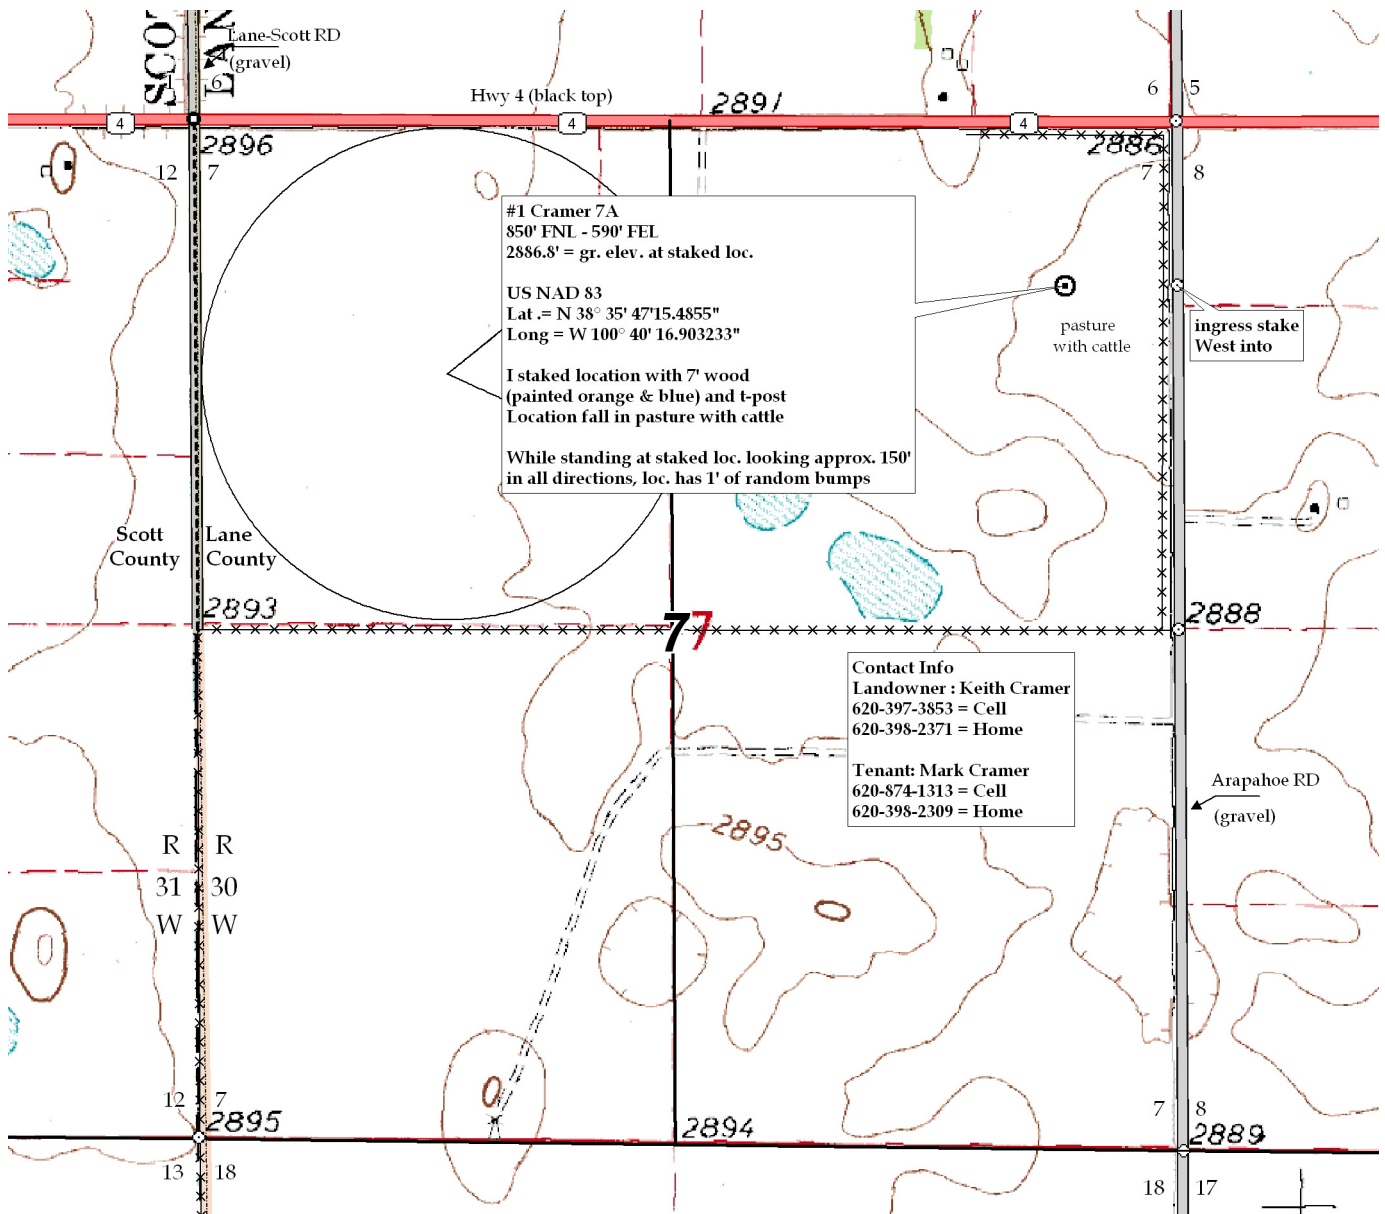 SCOT
LAN
Lane-Scott RD
(gravel)
1 6
6 5
Hwy 4 (black top)
2891
4
4
4
2896
2886
12 7
7 8
#1 Cramer 7A
850' FNL - 590' FEL
2886.8' = gr. elev. at staked loc.
US NAD 83
Lat .= N 38° 35' 47'15.4855"
Long = W 100° 40' 16.903233"
I staked location with 7' wood
(painted orange & blue) and t-post
Location fall in pasture with cattle
While standing at staked loc. looking approx. 150'
in all directions, loc. has 1' of random bumps
pasture
with cattle
ingress stake
West into
Scott
County
Lane
County
2893
7 7
2888
Contact Info
Landowner : Keith Cramer
620-397-3853 = Cell
620-398-2371 = Home
Tenant: Mark Cramer
620-874-1313 = Cell
620-398-2309 = Home
Arapahoe RD
(gravel)
2895
R R
31 30
W W
12 7
7 8
2895
2894
2889
13 18
18 17